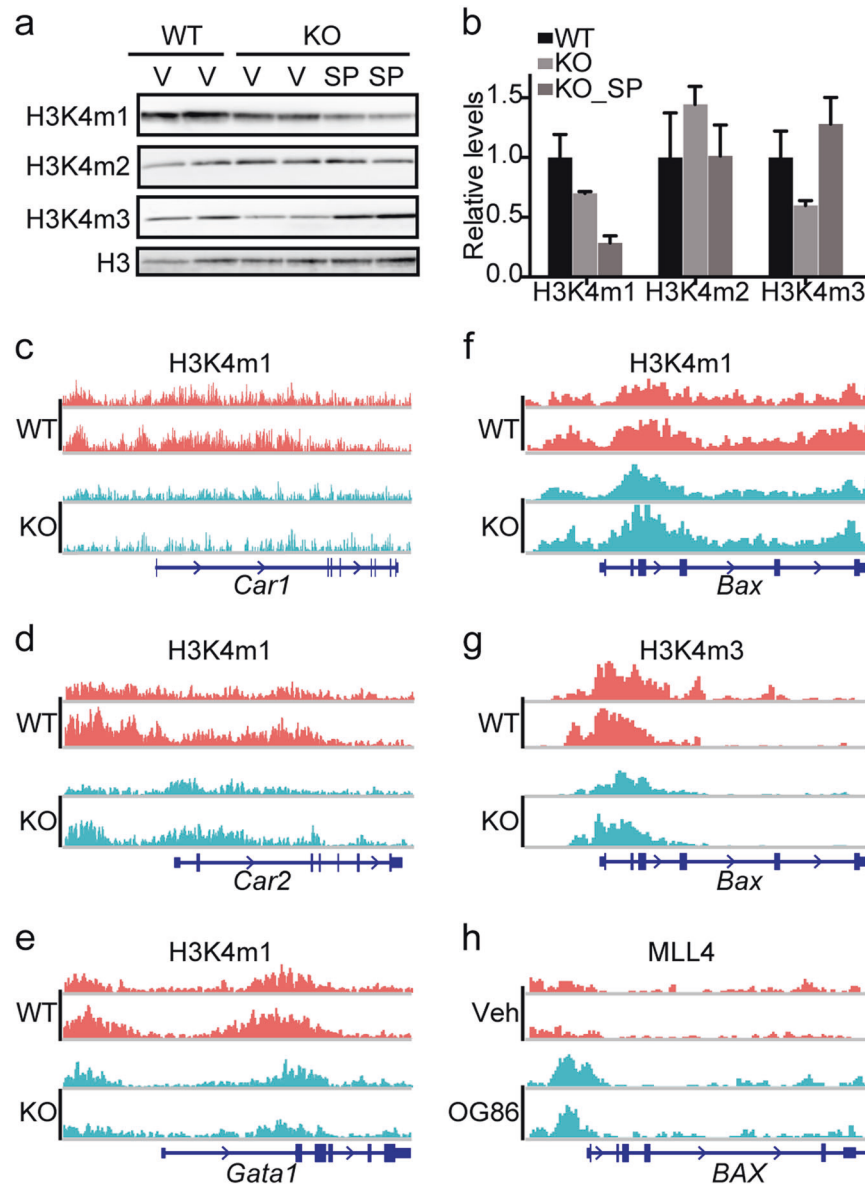 a
WT KO
V V V V SP SP
H3K4m1
H3K4m2
H3K4m3
H3
b
WT
KO
KO_SP
Relative levels
1.5
1.0
0.5
0.0
H3K4m1 H3K4m2 H3K4m3
c
H3K4m1
WT
KO
Car1
d
H3K4m1
WT
KO
Car2
e
H3K4m1
WT
KO
Gata1
f
H3K4m1
WT
KO
Bax
g
H3K4m3
WT
KO
Bax
h
MLL4
Veh
OG86
BAX